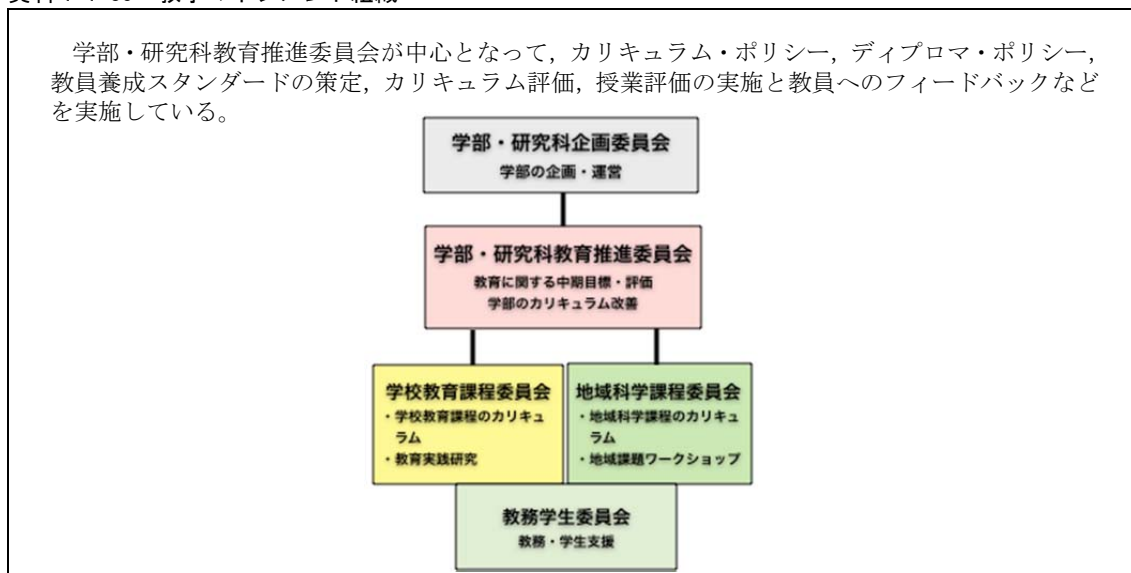 学部・研究科教育推進委員会が中心となって，カリキュラム・ポリシー，ディプロマ・ポリシー，
教員養成スタンダードの策定，カリキュラム評価，授業評価の実施と教員へのフィードバックなど
を実施している。
学部・研究科企画委員会
学部の企画・運営
学部・研究科教育推進委員会
教育に関する中期目標・評価
学部のカリキュラム改善
学校教育課程委員会
・学校教育課程のカリキュ
ラム
・教育実践研究
地域科学課程委員会
・地域科学課程のカリキュ
ラム
・地域課題ワークショップ
教務学生委員会
教務・学生支援